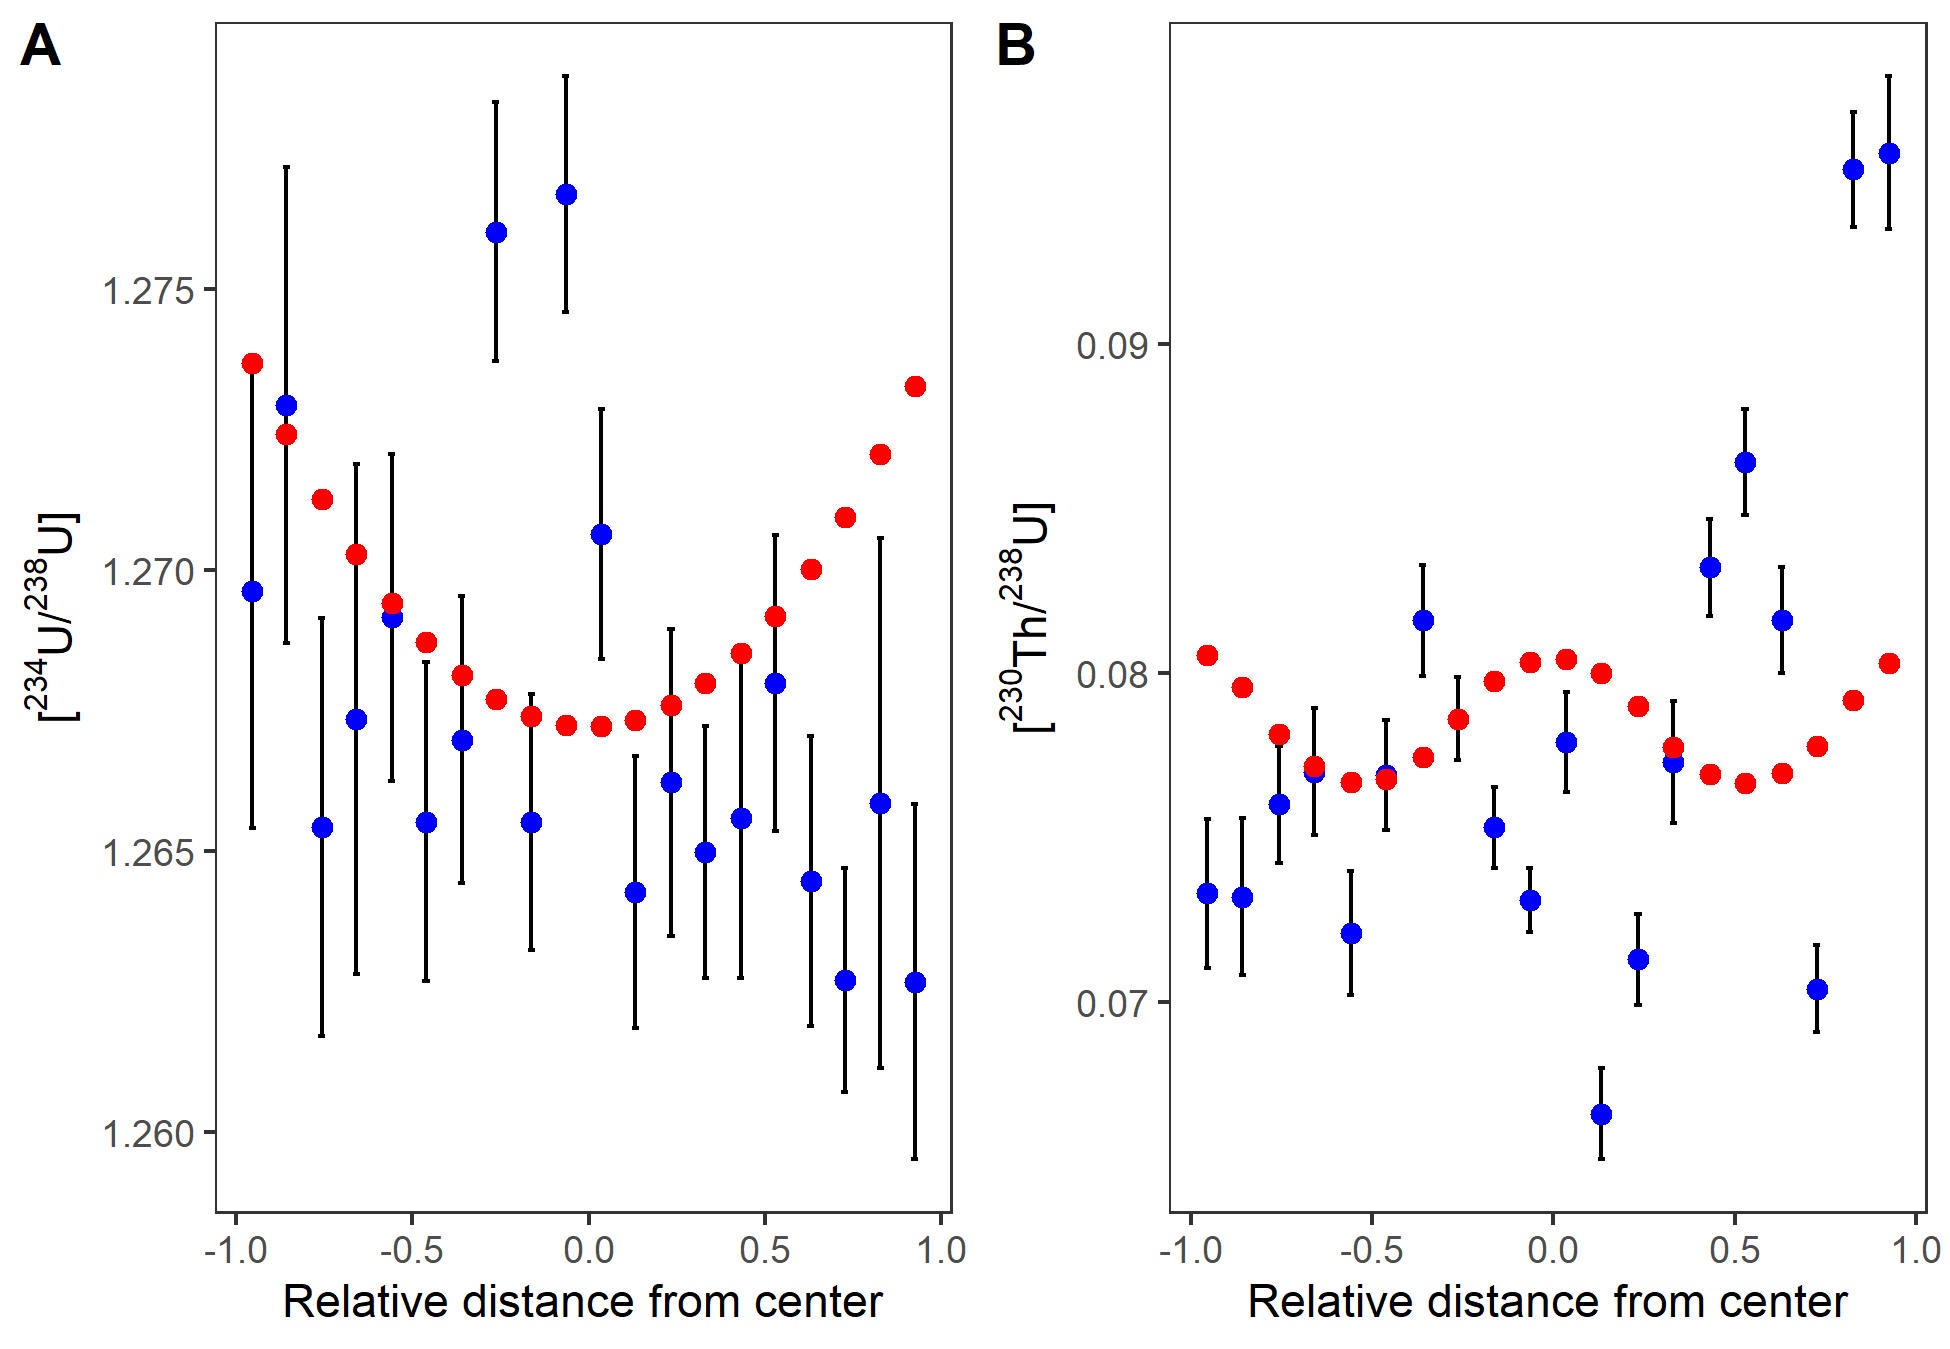 A
B
1.275
1.270
1.265
1.260
[²³⁴U/²³⁸U]
-1.0 -0.5 0.0 0.5 1.0
Relative distance from center
0.09
0.08
0.07
[²³⁰Th/²³⁸U]
-1.0 -0.5 0.0 0.5 1.0
Relative distance from center